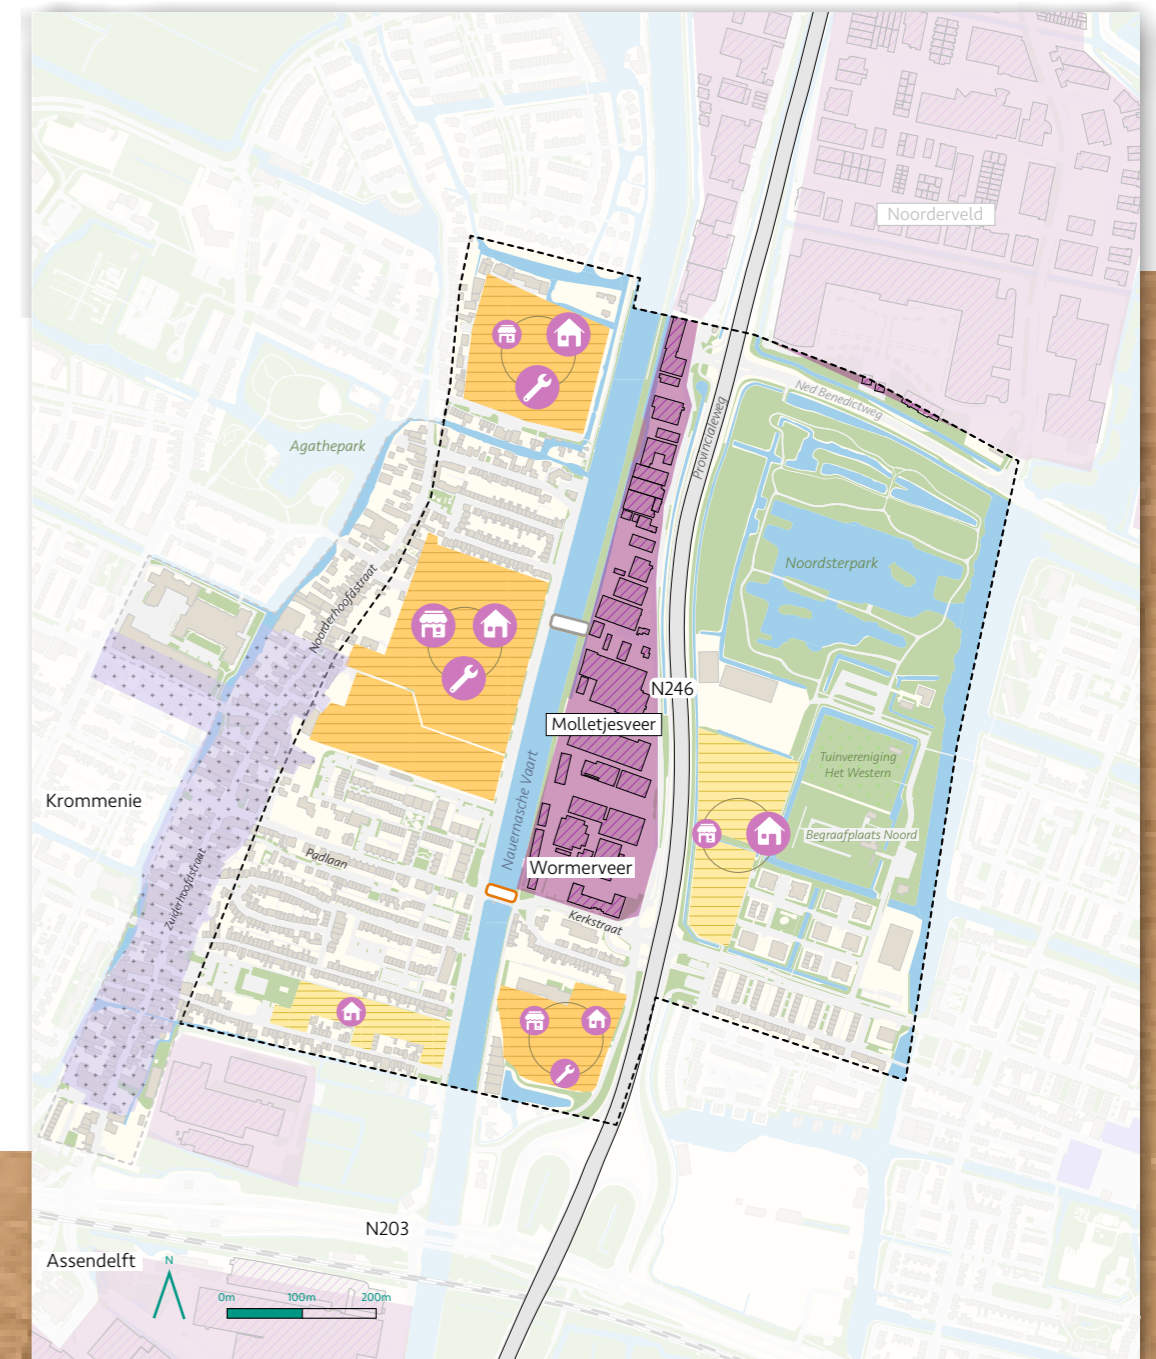 Noorderveld
Ned Benedictweg
Provincialeweg
Agathepark
Noordsterpark
Noorderhoofdstraat
N246
Molletjesveer
Tuinvereniging
Het Western
Nauernasche Vaart
Krommenie
Begraafplaats Noord
Padlaan
Wormerveer
Zuiderhoofdstraat
Kerkstraat
N203
Assendelft
N
0m 100m 200m